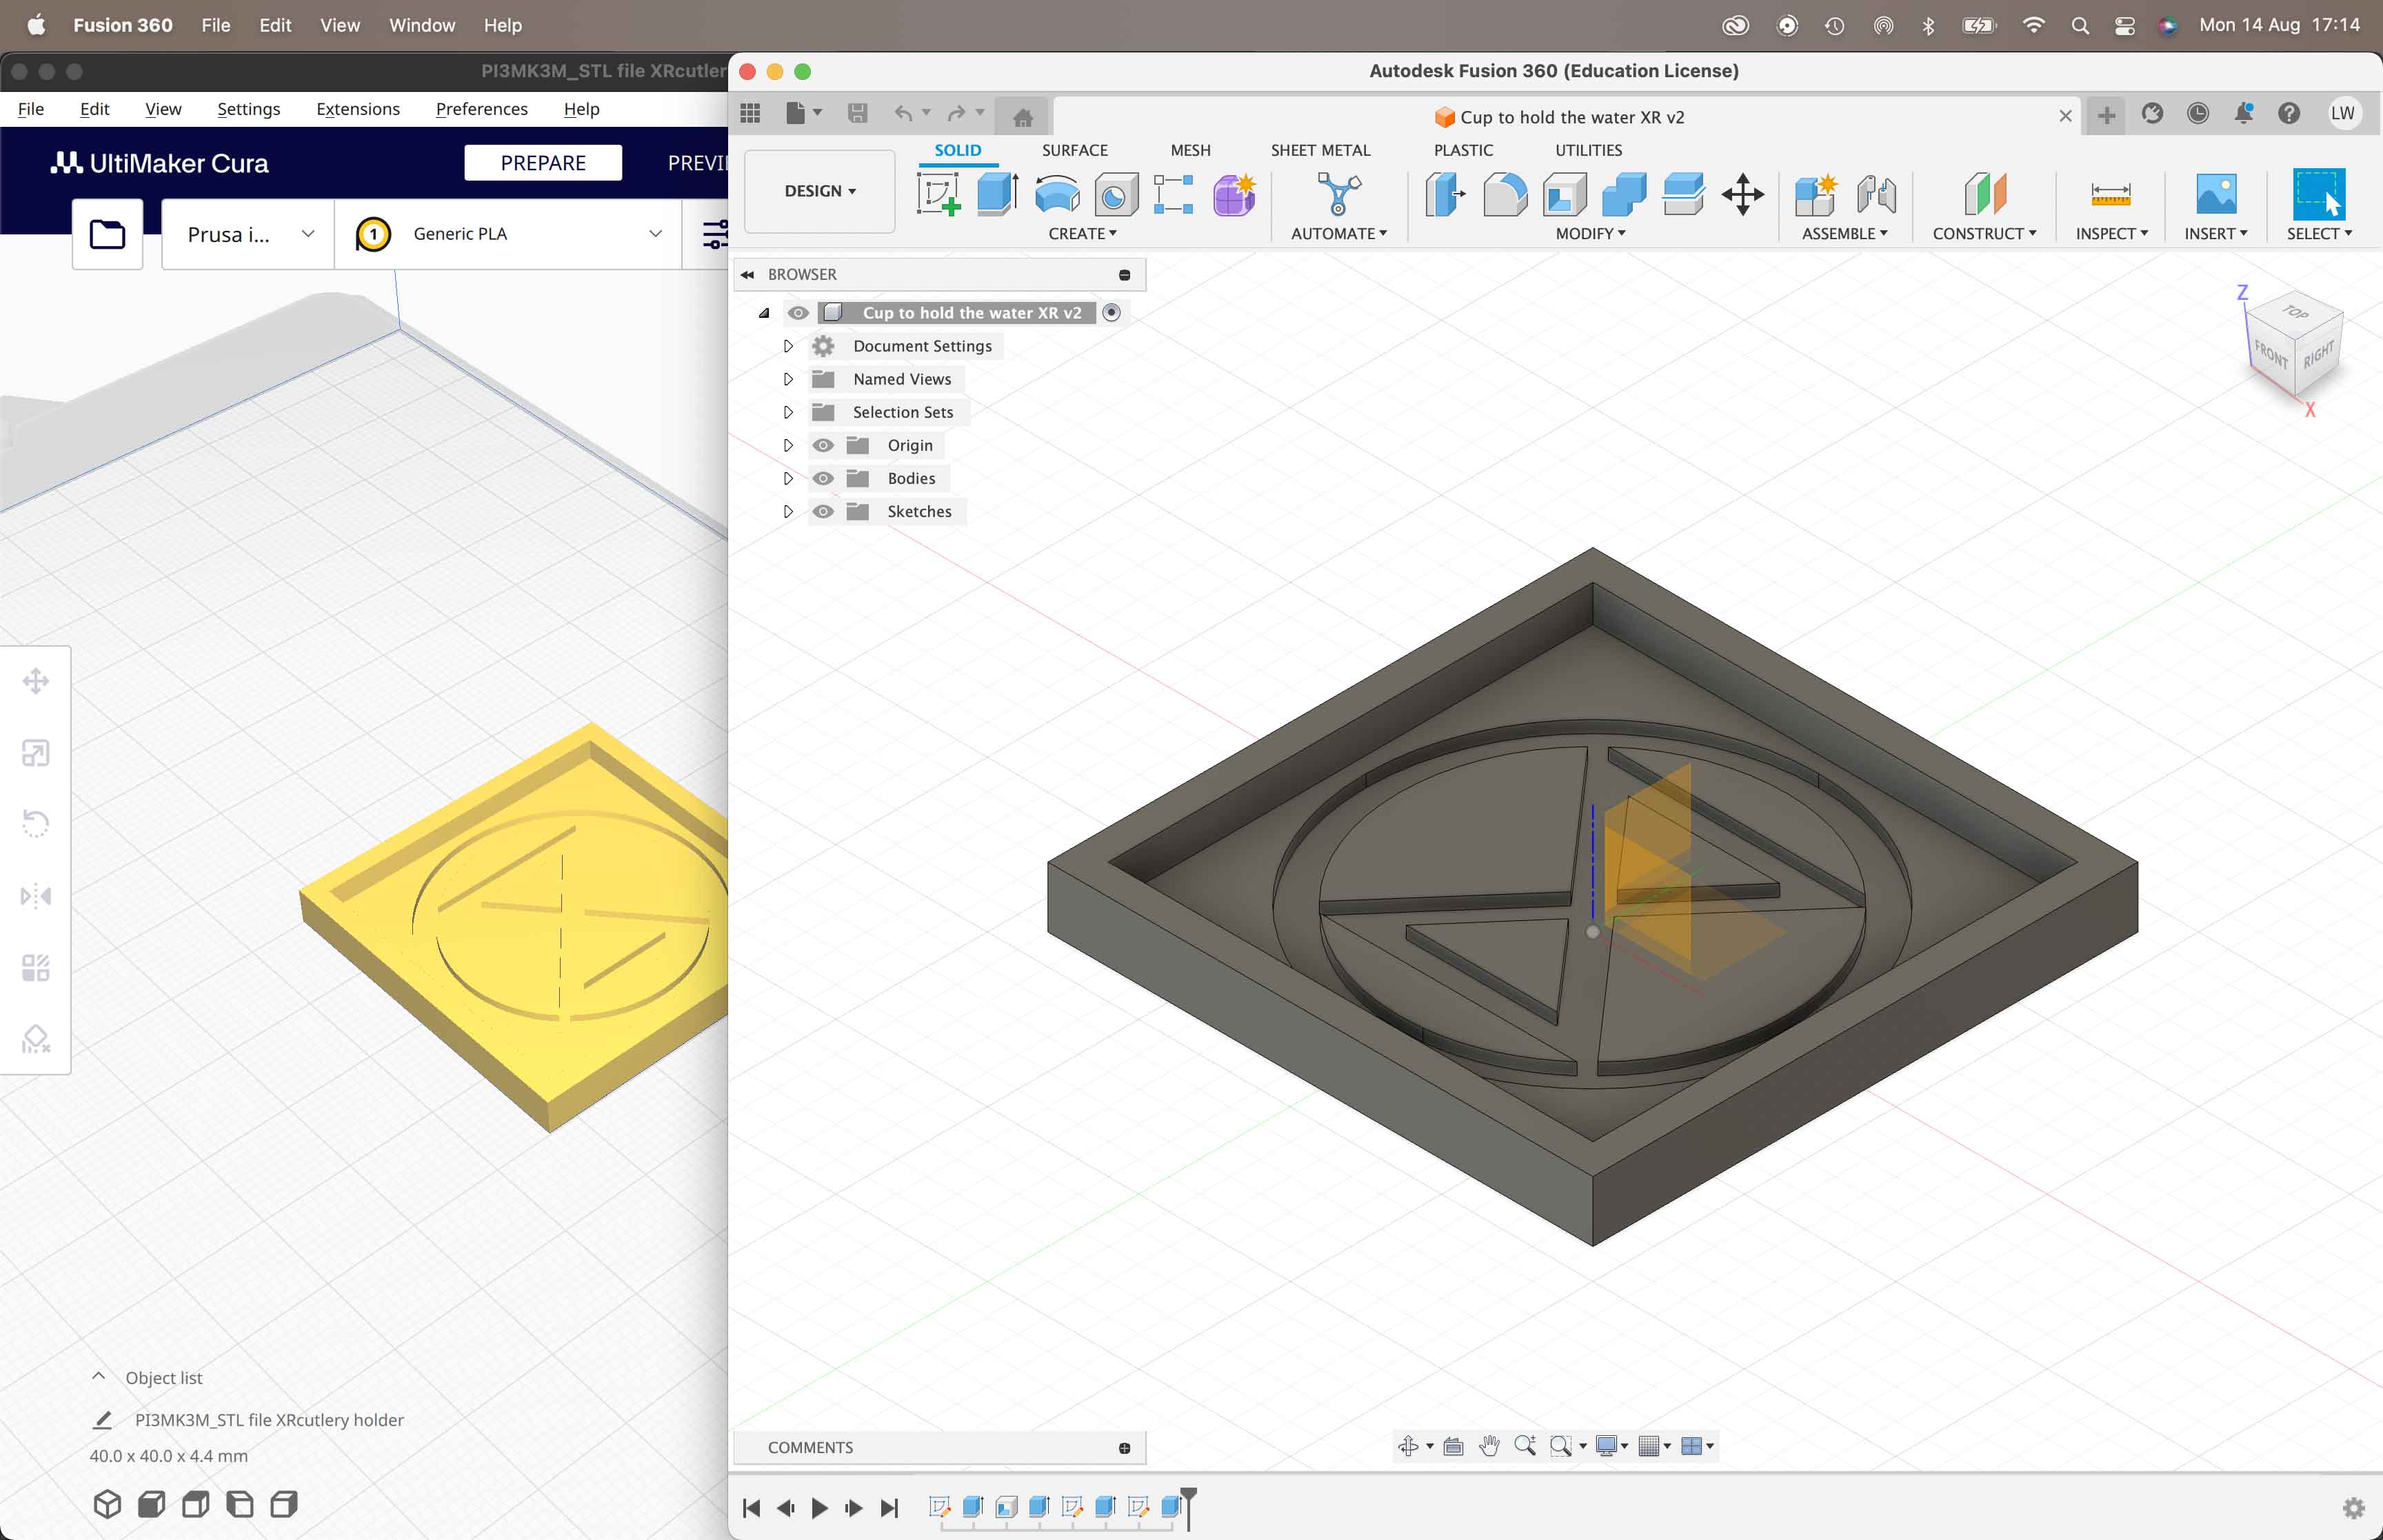 Fusion 360 File Edit View Window Help Mon 14 Aug 17:14
PI3MK3M_STL file XRcutler
File Edit View Settings Extensions Preferences Help
UltiMaker Cura PREPARE PREVI
Prusa i... 1 Generic PLA
Object list
PI3MK3M_STL file XRcutlery holder
40.0 x 40.0 x 4.4 mm
Autodesk Fusion 360 (Education License)
Cup to hold the water XR v2 LW
SOLID SURFACE MESH SHEET METAL PLASTIC UTILITIES
DESIGN
CREATE AUTOMATE MODIFY ASSEMBLE CONSTRUCT INSPECT INSERT SELECT
BROWSER
Cup to hold the water XR v2
Document Settings
Named Views
Selection Sets
Origin
Bodies
Sketches
Z
TOP
FRONT RIGHT
X
COMMENTS